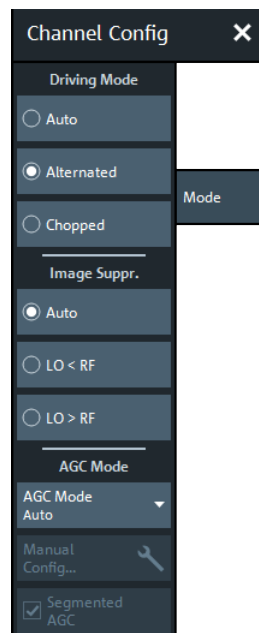 Channel Config
Driving Mode
Auto
Alternated
Chopped
Mode
Image Suppr.
Auto
LO < RF
LO > RF
AGC Mode
AGC Mode
Auto
Manual
Config...
Segmented
AGC